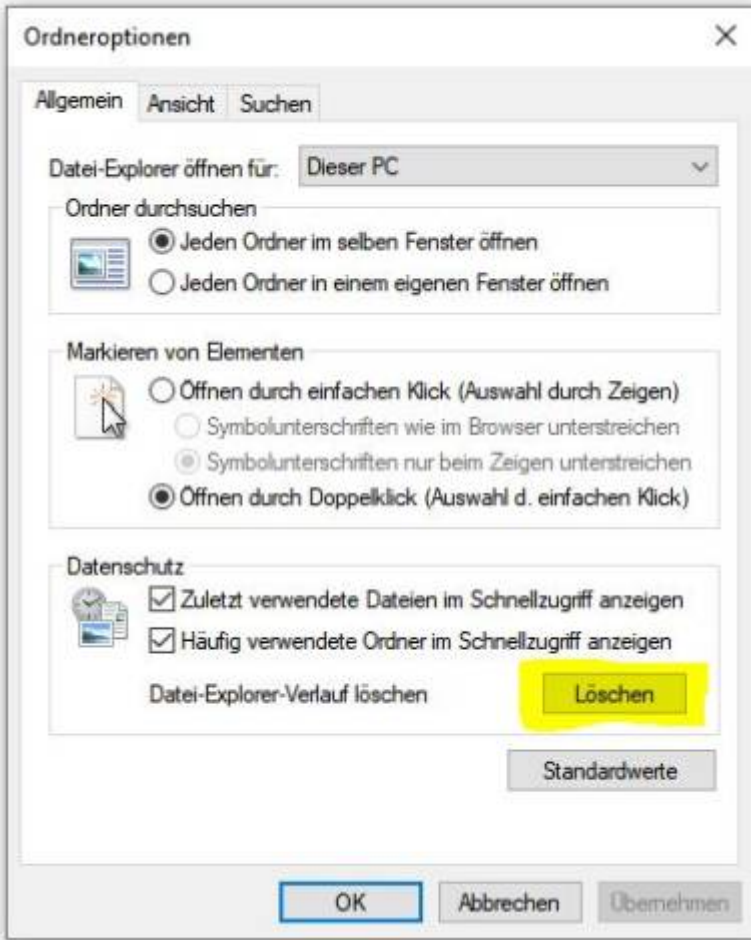 Ordneroptionen
Allgemein Ansicht Suchen
Datei-Explorer öffnen für: Dieser PC
Ordner durchsuchen
Jeden Ordner im selben Fenster öffnen
Jeden Ordner in einem eigenen Fenster öffnen
Markieren von Elementen
Öffnen durch einfachen Klick (Auswahl durch Zeigen)
Symbolunterschriften wie im Browser unterstreichen
Symbolunterschriften nur beim Zeigen unterstreichen
Öffnen durch Doppelklick (Auswahl d. einfachen Klick)
Datenschutz
Zuletzt verwendete Dateien im Schnellzugriff anzeigen
Häufig verwendete Ordner im Schnellzugriff anzeigen
Datei-Explorer-Verlauf löschen Löschen
Standardwerte
OK Abbrechen Übernehmen